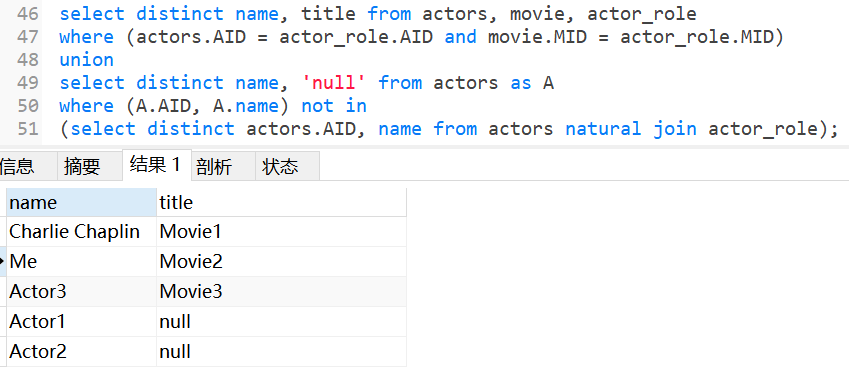 46 select distinct name, title from actors, movie, actor_role
47 where (actors.AID = actor_role.AID and movie.MID = actor_role.MID)
48 union
49 select distinct name, 'null' from actors as A
50 where (A.AID, A.name) not in
51 (select distinct actors.AID, name from actors natural join actor_role);
信息 摘要 结果 1 剖析 状态
name title
Charlie Chaplin Movie1
Me Movie2
Actor3 Movie3
Actor1 null
Actor2 null